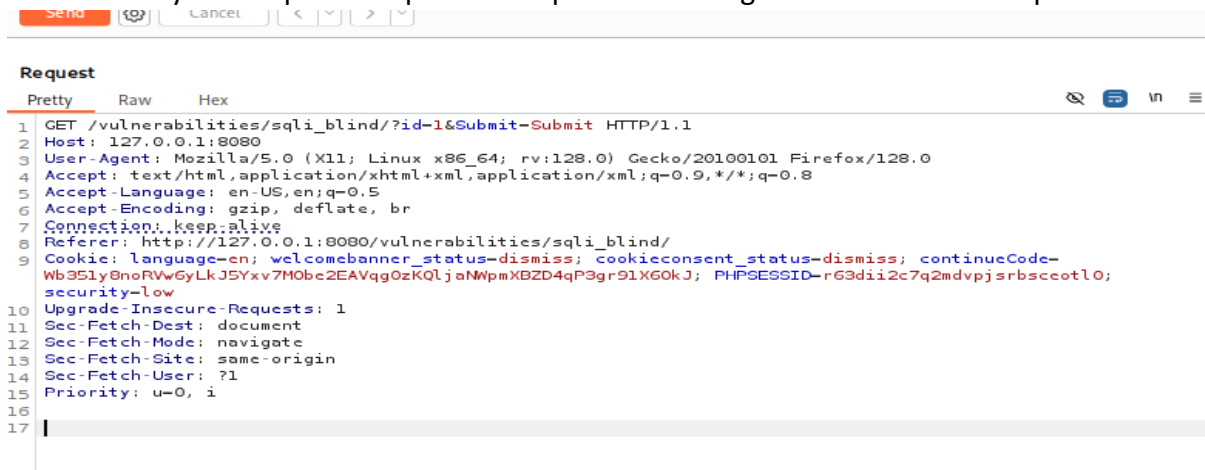 Send Cancel < >
Request
Pretty Raw Hex \n
1 GET /vulnerabilities/sqli_blind/?id=1&Submit=Submit HTTP/1.1
2 Host: 127.0.0.1:8080
3 User-Agent: Mozilla/5.0 (X11; Linux x86_64; rv:128.0) Gecko/20100101 Firefox/128.0
4 Accept: text/html,application/xhtml+xml,application/xml;q=0.9,*/*;q=0.8
5 Accept-Language: en-US,en;q=0.5
6 Accept-Encoding: gzip, deflate, br
7 Connection: keep-alive
8 Referer: http://127.0.0.1:8080/vulnerabilities/sqli_blind/
9 Cookie: language=en; welcomebanner_status=dismiss; cookieconsent_status=dismiss; continueCode=
Wb351y8noRVw6yLkJ5Yxv7M0be2EAVqg0zKQljaNWpmXBZD4qP3gr91X6OkJ; PHPSESSID=r63dii2c7q2mdvpjsrbsceotl0;
security=low
10 Upgrade-Insecure-Requests: 1
11 Sec-Fetch-Dest: document
12 Sec-Fetch-Mode: navigate
13 Sec-Fetch-Site: same-origin
14 Sec-Fetch-User: ?1
15 Priority: u=0, i
16
17